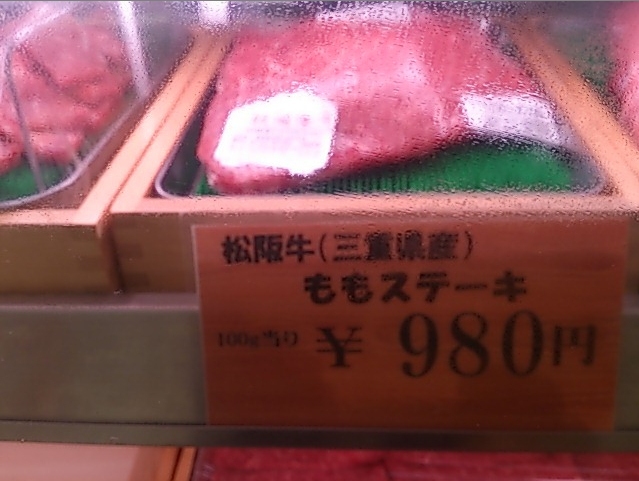 松阪牛(三重県産)
ももステーキ
100g当り ¥ 980円